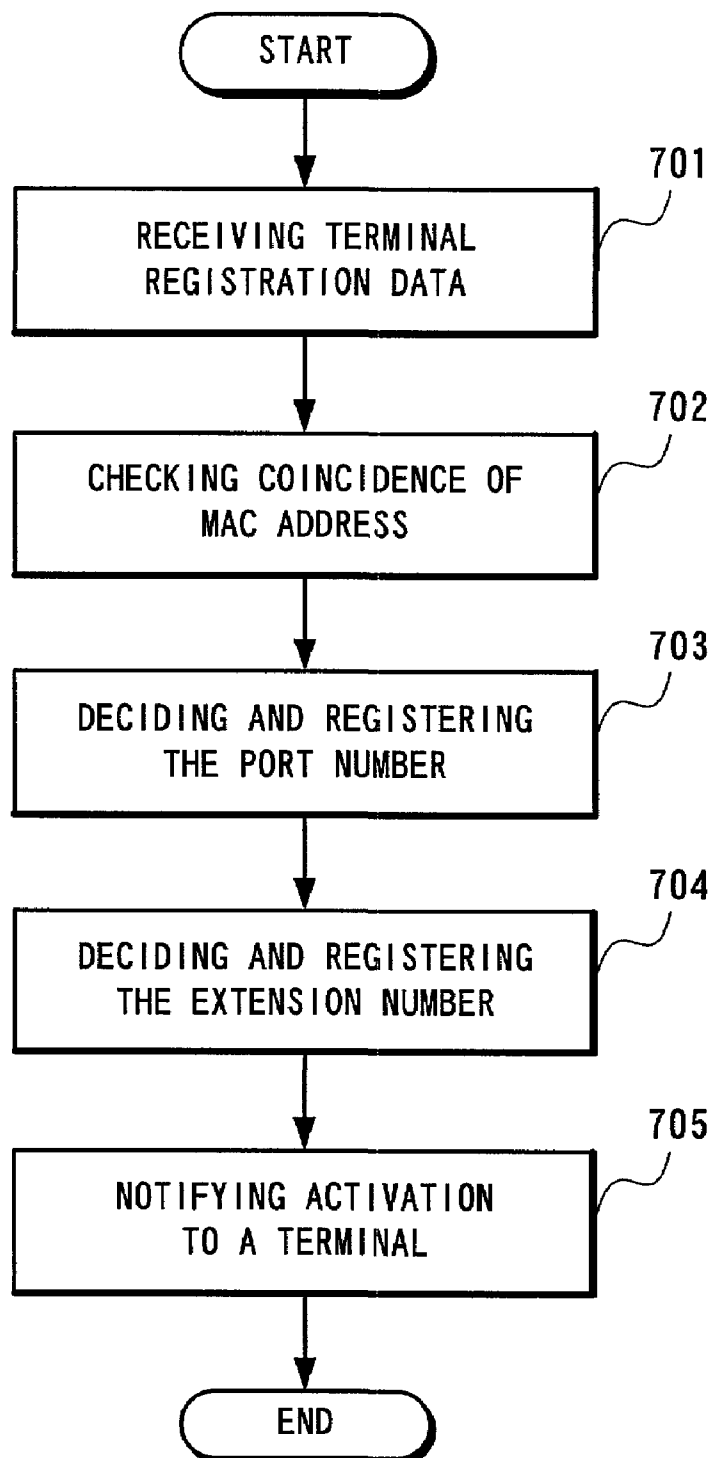 START
701
RECEIVING TERMINAL
REGISTRATION DATA
702
CHECKING COINCIDENCE OF
MAC ADDRESS
703
DECIDING AND REGISTERING
THE PORT NUMBER
704
DECIDING AND REGISTERING
THE EXTENSION NUMBER
705
NOTIFYING ACTIVATION
TO A TERMINAL
END